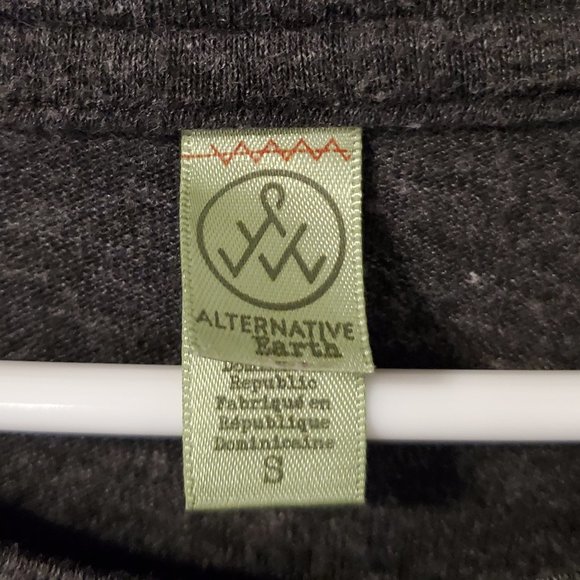 ALTERNATIVE
Earth
Republic
Fabriqué en
République
Dominicaine
S